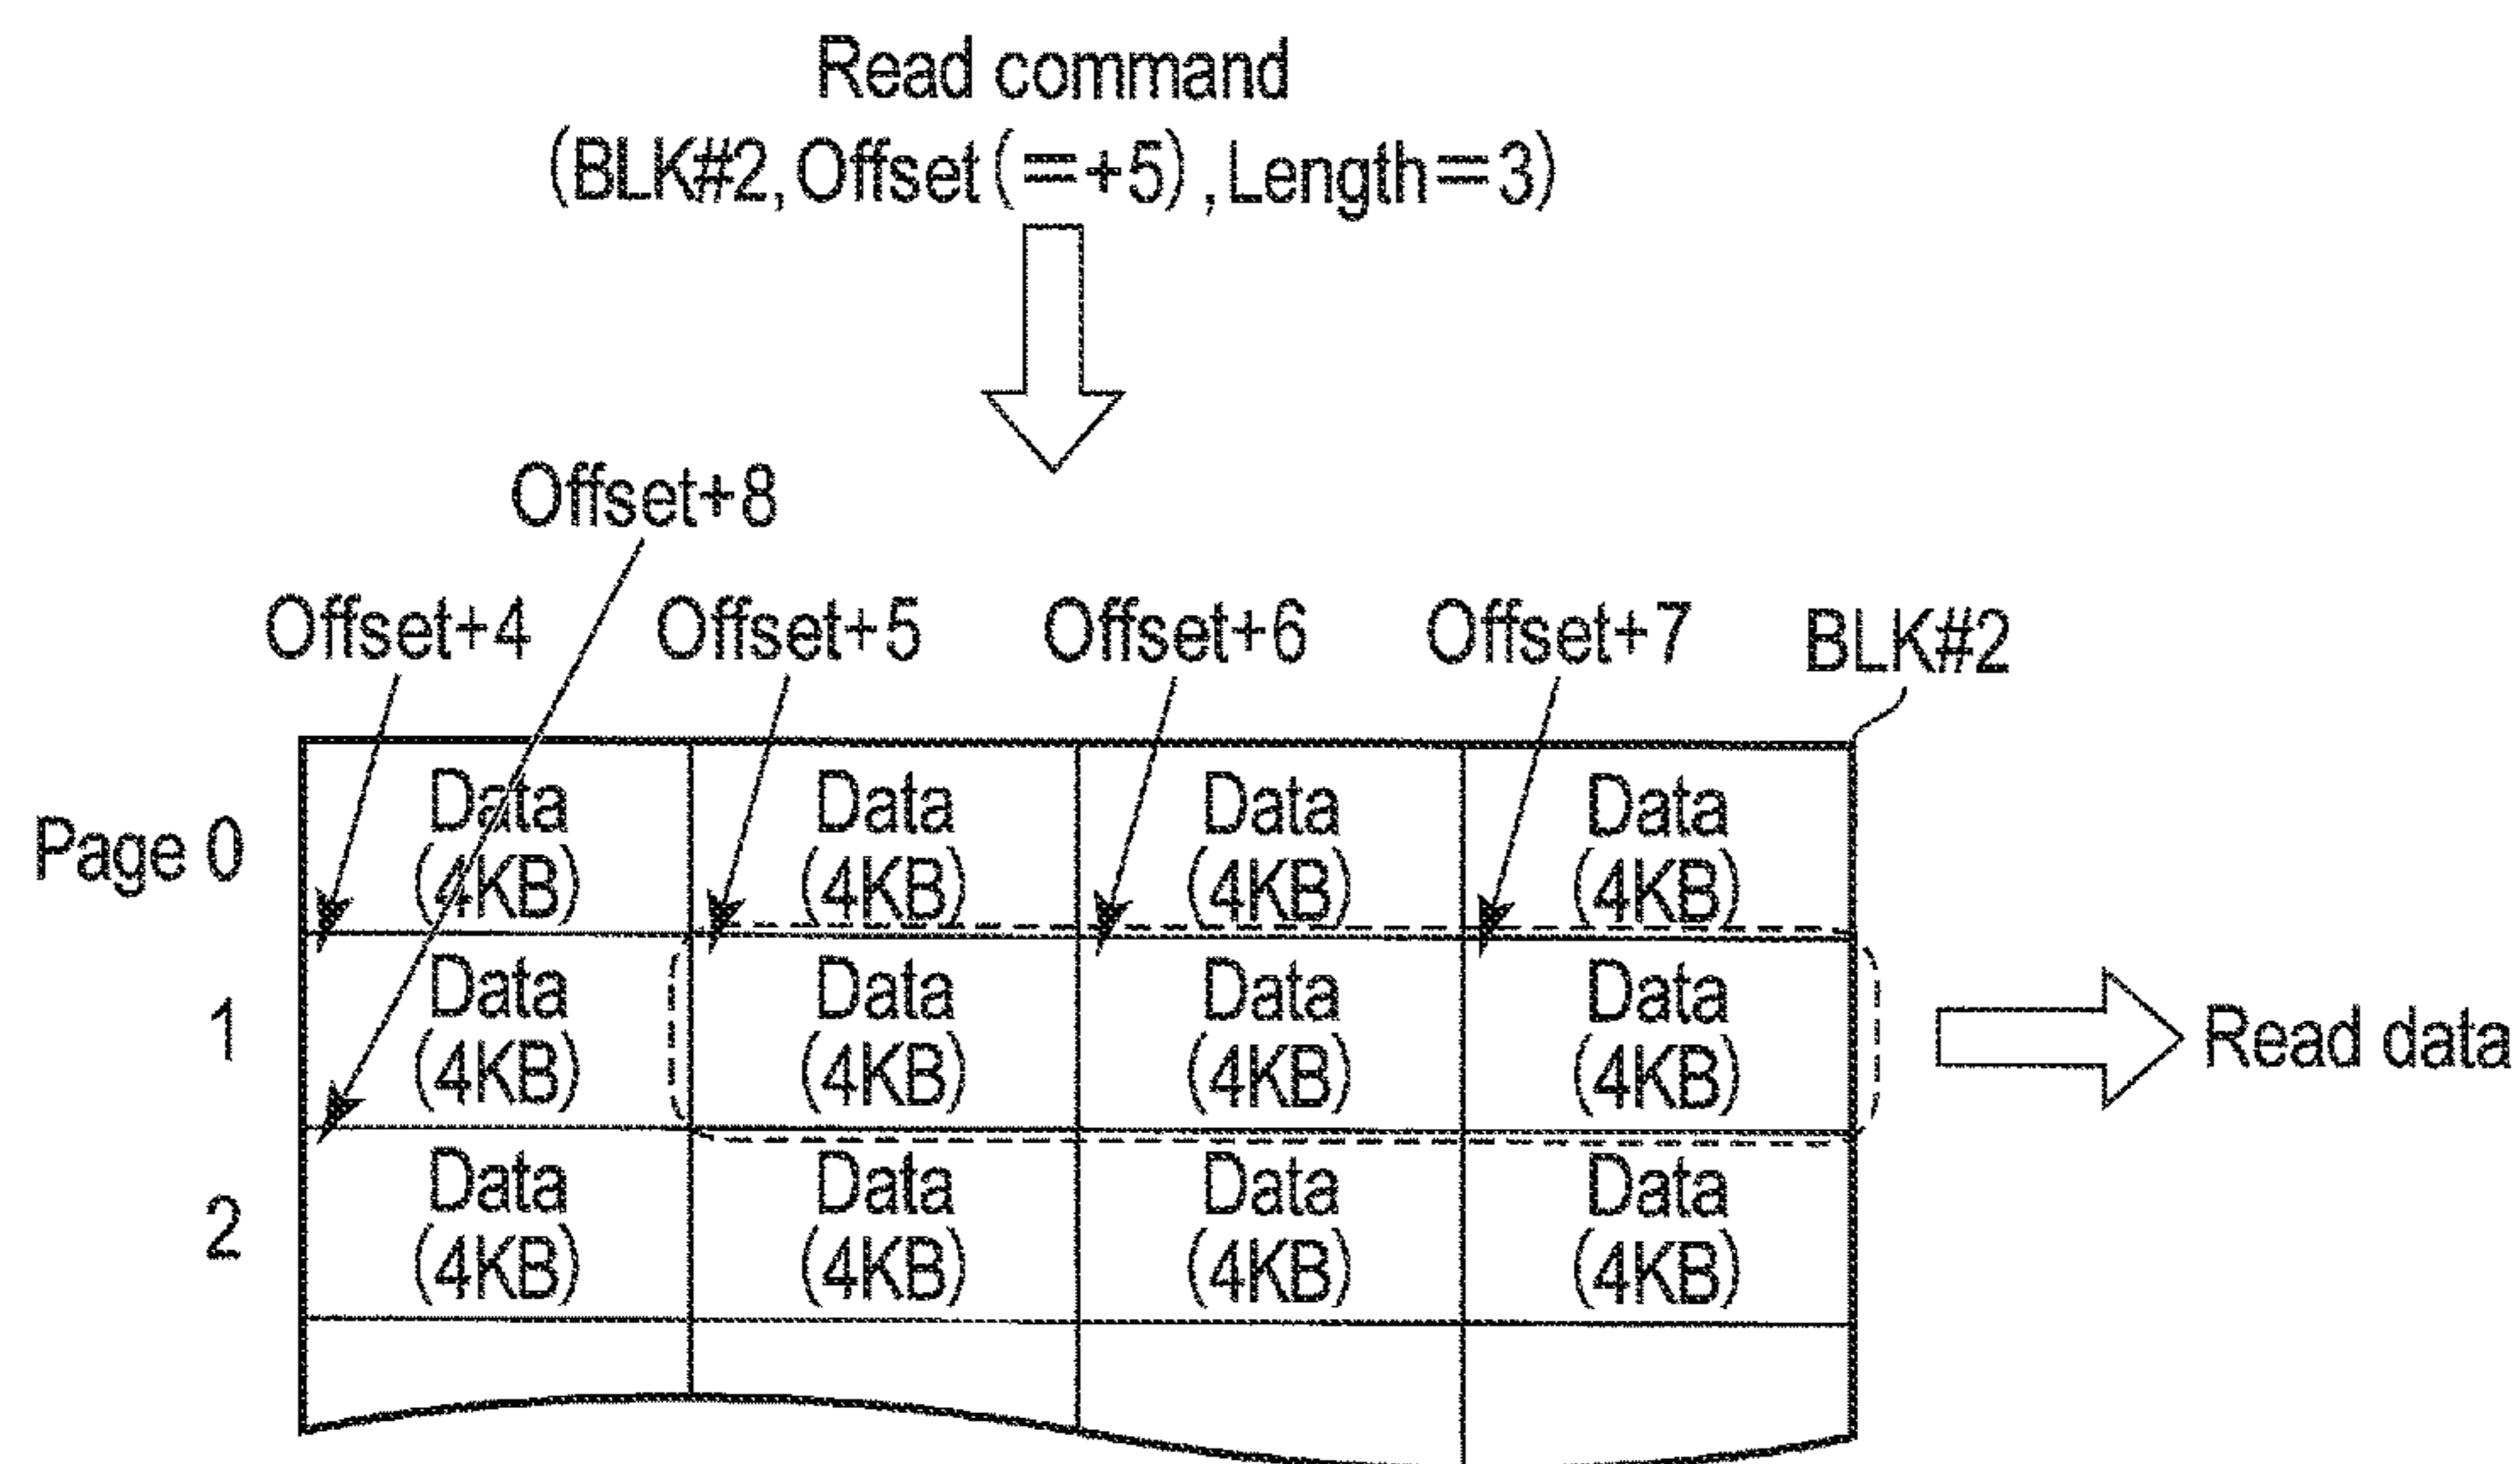 Read command
(BLK#2, Offset(=+5), Length=3)
Offset+8
Offset+4 Offset+5 Offset+6 Offset+7 BLK#2
Data Data Data Data
Page 0
(4KB) (4KB) (4KB) (4KB)
Data Data Data Data
1
Read data
(4KB) (4KB) (4KB) (4KB)
Data Data Data Data
2
(4KB) (4KB) (4KB) (4KB)